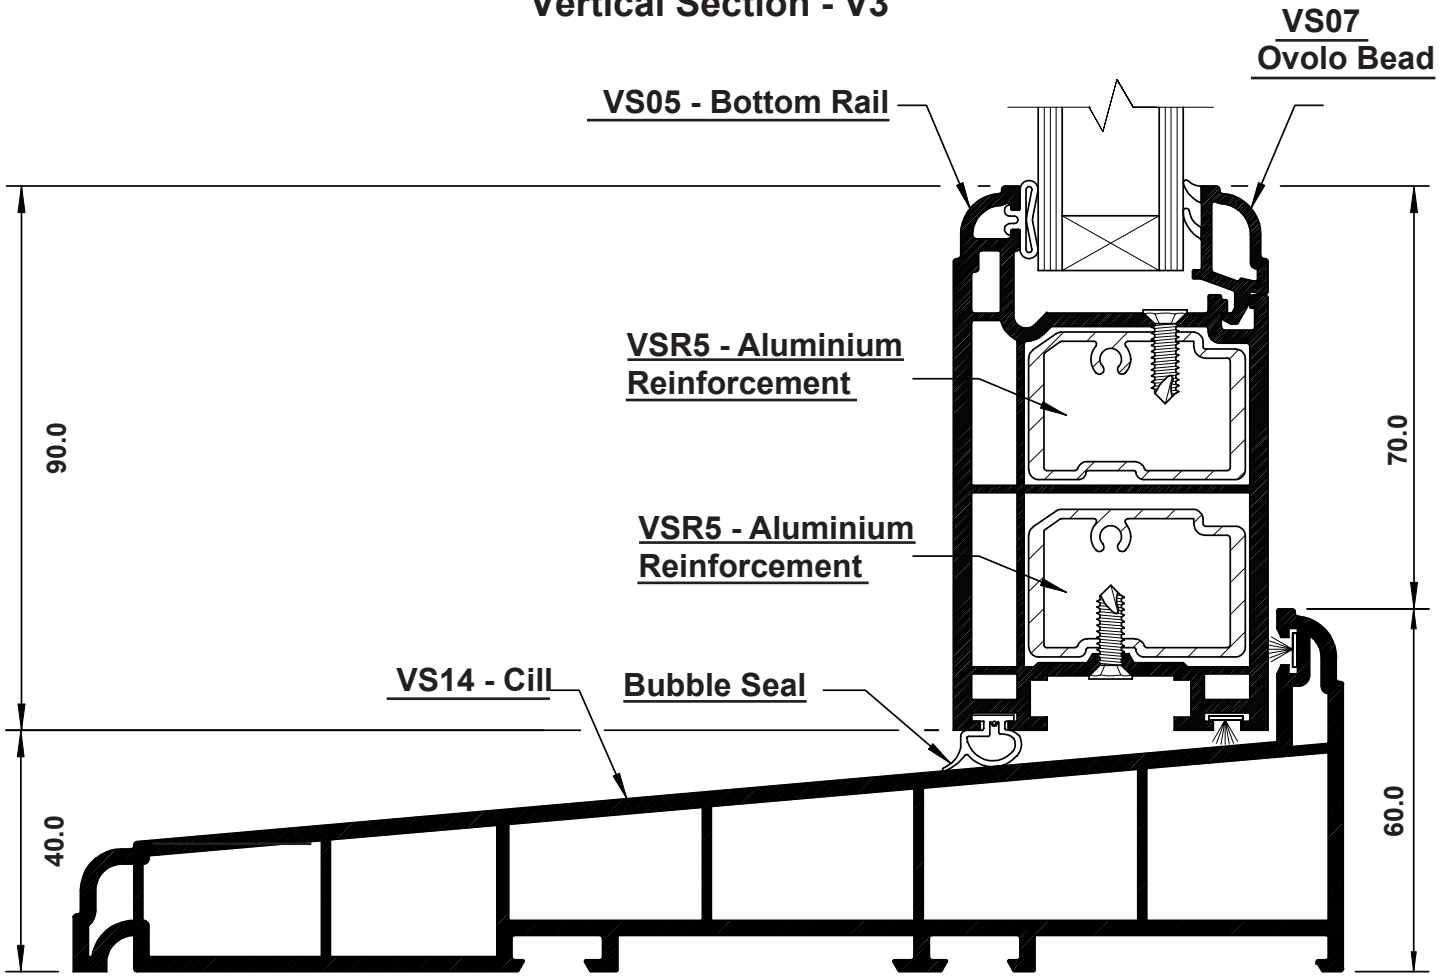 Vertical Section - V3
VS07
Ovolo Bead
VS05 - Bottom Rail
VSR5 - Aluminium
Reinforcement
90.0
70.0
VSR5 - Aluminium
Reinforcement
VS14 - Cill
Bubble Seal
40.0
60.0